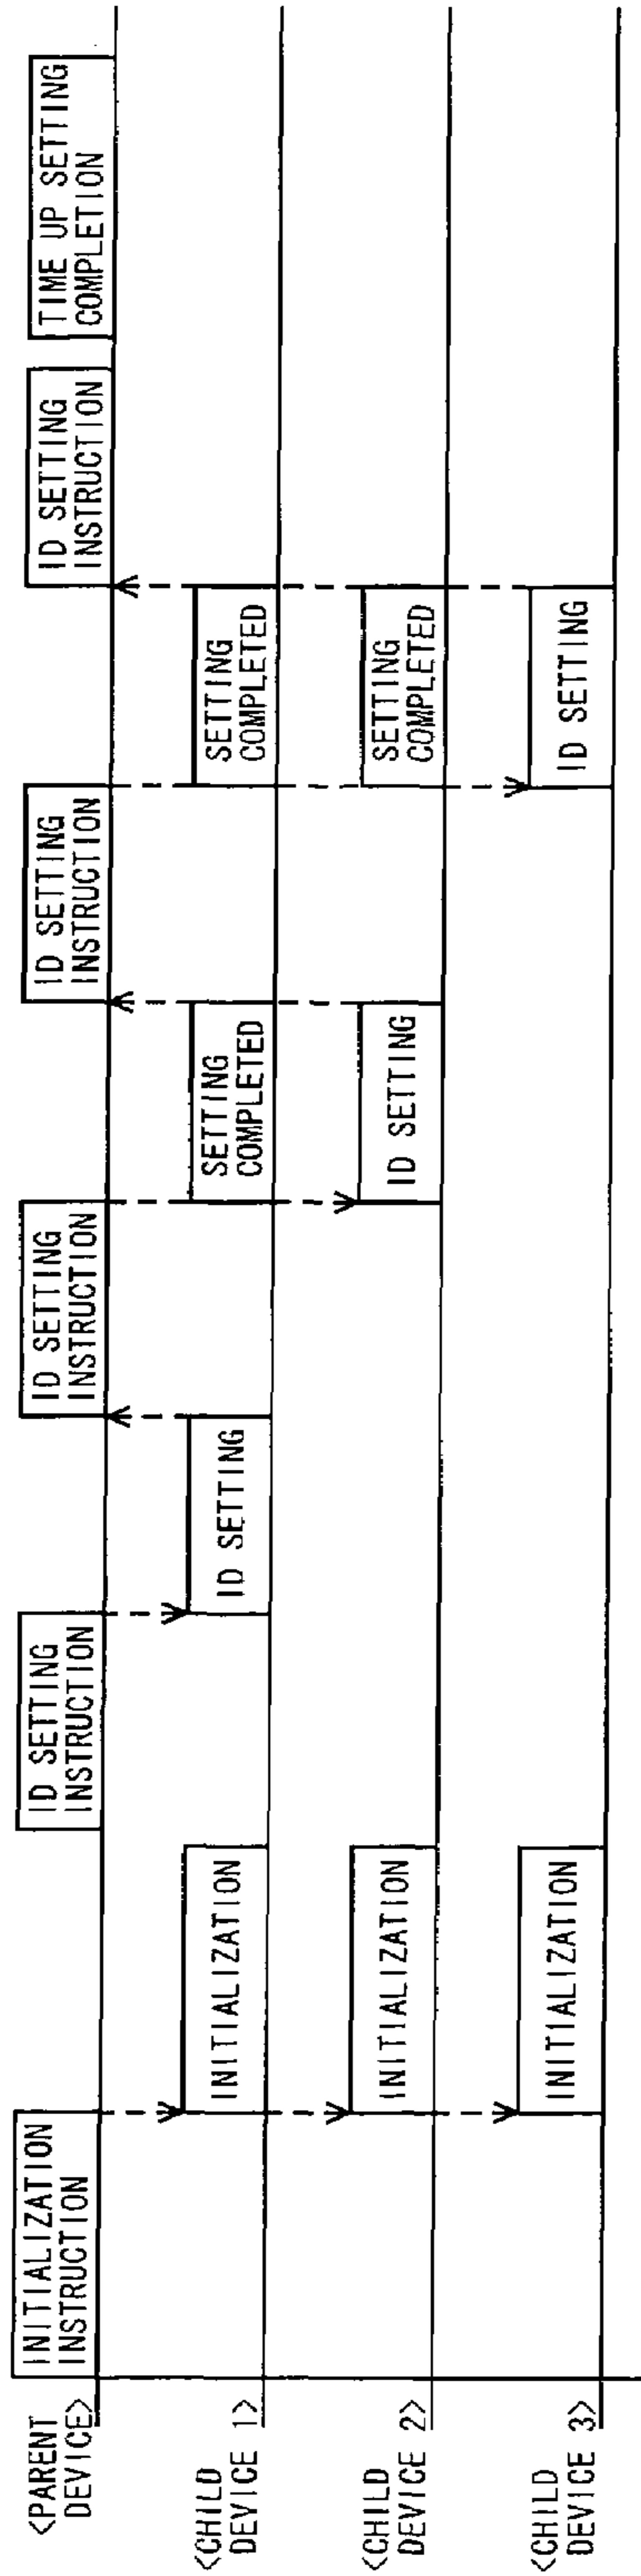 <PARENT
DEVICE>
INITIALIZATION
INSTRUCTION
ID SETTING
INSTRUCTION
ID SETTING
INSTRUCTION
ID SETTING
INSTRUCTION
ID SETTING
INSTRUCTION
TIME UP SETTING
COMPLETION
<CHILD
DEVICE 1>
INITIALIZATION
ID SETTING
SETTING
COMPLETED
SETTING
COMPLETED
<CHILD
DEVICE 2>
INITIALIZATION
ID SETTING
SETTING
COMPLETED
<CHILD
DEVICE 3>
INITIALIZATION
ID SETTING